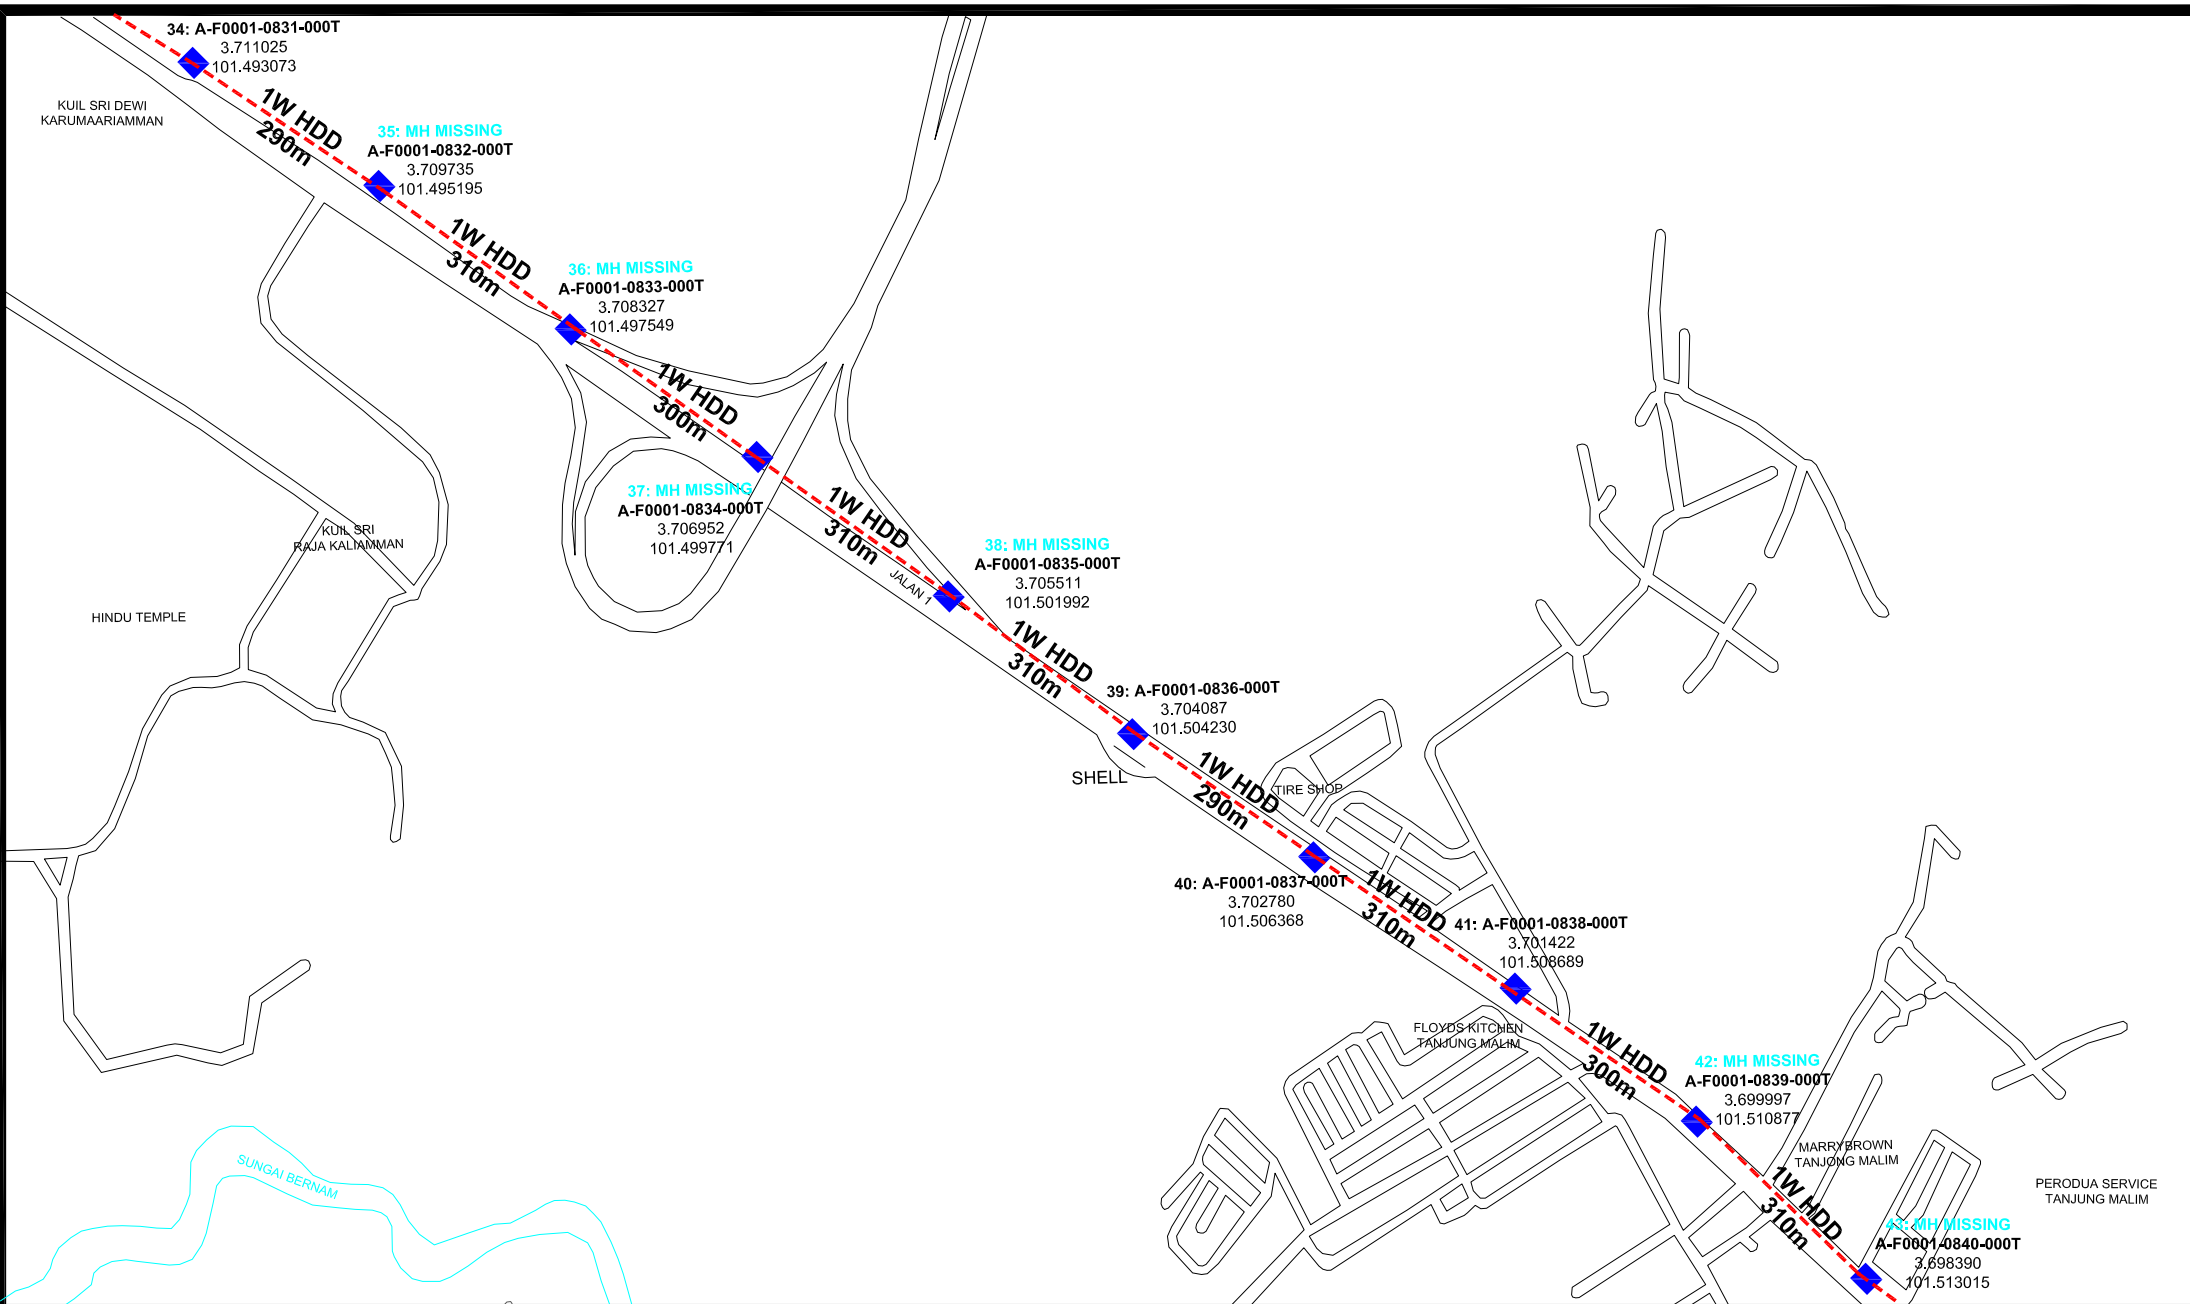 34: A-F0001-0831-000T
3.711025
101.493073
KUIL SRI DEWI
KARUMAARIAMMAN
1W HDD
290m
35: MH MISSING
A-F0001-0832-000T
3.709735
101.495195
1W HDD
310m
36: MH MISSING
A-F0001-0833-000T
3.708327
101.497549
1W HDD
300m
37: MH MISSING
A-F0001-0834-000T
3.706952
101.499771
1W HDD
310m
JALAN 1
38: MH MISSING
A-F0001-0835-000T
3.705511
101.501992
KUIL SRI
RAJA KALIAMMAN
HINDU TEMPLE
1W HDD
310m
39: A-F0001-0836-000T
3.704087
101.504230
SHELL
1W HDD
290m
TIRE SHOP
40: A-F0001-0837-000T
3.702780
101.506368
1W HDD
310m
41: A-F0001-0838-000T
3.701422
101.508689
FLOYDS KITCHEN
TANJUNG MALIM
1W HDD
300m
42: MH MISSING
A-F0001-0839-000T
3.699997
101.510877
MARRYBROWN
TANJONG MALIM
1W HDD
310m
PERODUA SERVICE
TANJUNG MALIM
43: MH MISSING
A-F0001-0840-000T
3.698390
101.513015
SUNGAI BERNAM